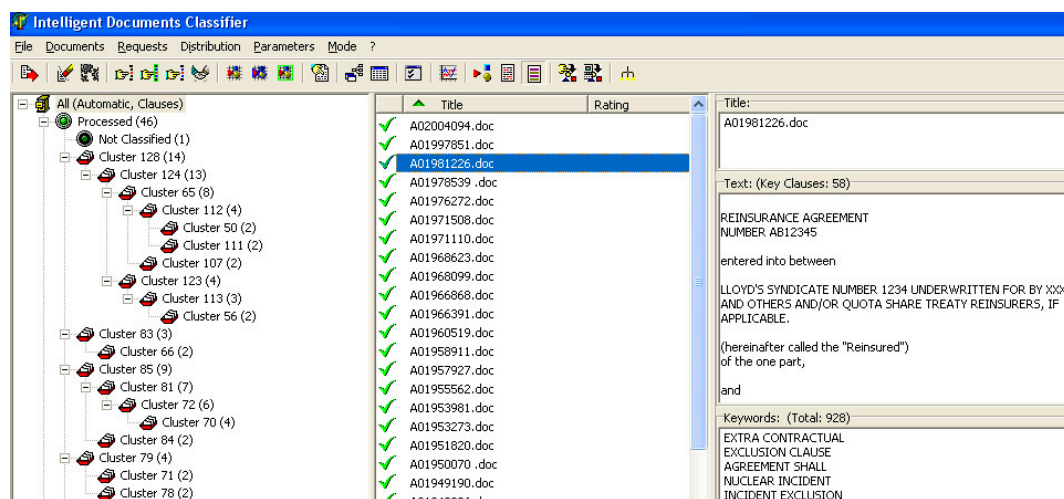 Intelligent Documents Classifier
File Documents Requests Distribution Parameters Mode ?
All (Automatic, Clauses)
Processed (46)
Not Classified (1)
Cluster 128 (14)
Cluster 124 (13)
Cluster 65 (8)
Cluster 112 (4)
Cluster 50 (2)
Cluster 111 (2)
Cluster 107 (2)
Cluster 123 (4)
Cluster 113 (3)
Cluster 56 (2)
Cluster 83 (3)
Cluster 66 (2)
Cluster 85 (9)
Cluster 81 (7)
Cluster 72 (6)
Cluster 70 (4)
Cluster 84 (2)
Cluster 79 (4)
Cluster 71 (2)
Cluster 78 (2)
Title Rating
A02004094.doc
A01997851.doc
A01981226.doc
A01978539 .doc
A01976272.doc
A01971508.doc
A01971110.doc
A01968623.doc
A01968099.doc
A01966868.doc
A01966391.doc
A01960519.doc
A01958911.doc
A01957927.doc
A01955562.doc
A01953981.doc
A01953273.doc
A01951820.doc
A01950070 .doc
A01949190.doc
Title:
A01981226.doc
Text: (Key Clauses: 58)
REINSURANCE AGREEMENT
NUMBER AB12345
entered into between
LLOYD'S SYNDICATE NUMBER 1234 UNDERWRITTEN FOR BY XXX
AND OTHERS AND/OR QUOTA SHARE TREATY REINSURERS, IF
APPLICABLE.
(hereinafter called the "Reinsured")
of the one part,
and
Keywords: (Total: 928)
EXTRA CONTRACTUAL
EXCLUSION CLAUSE
AGREEMENT SHALL
NUCLEAR INCIDENT
INCIDENT EXCLUSION